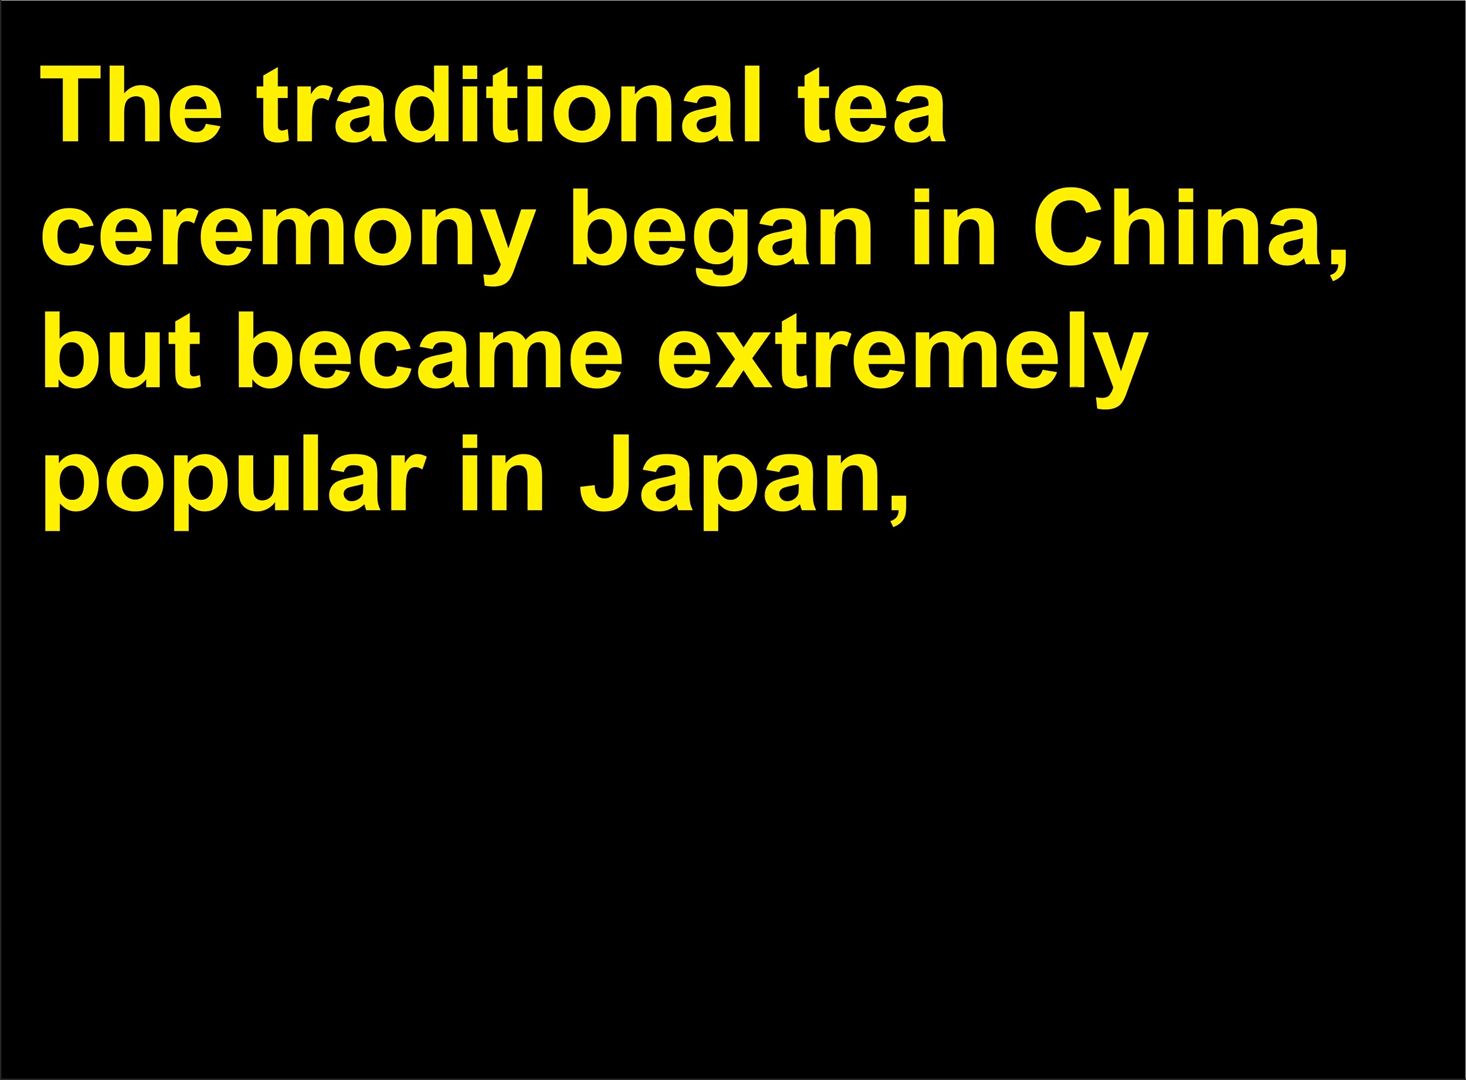 The traditional tea
ceremony began in China,
but became extremely
popular in Japan,